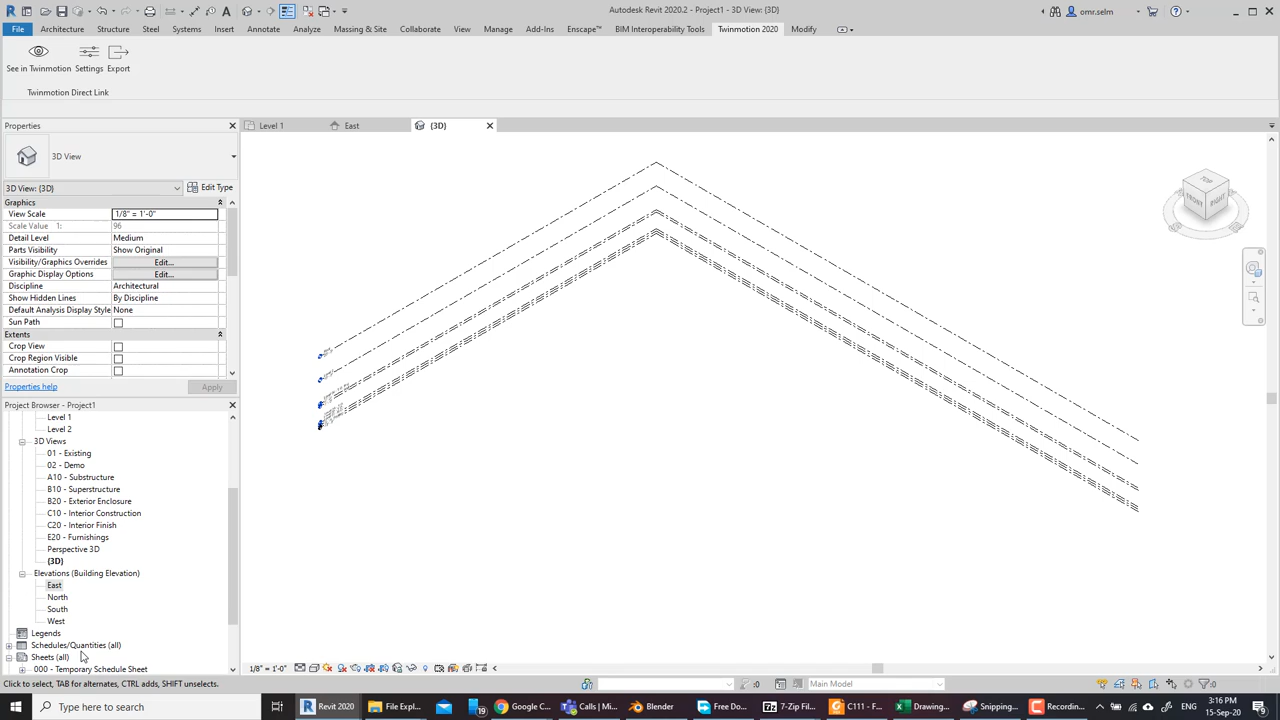 Autodesk Revit 2020.2 - Project1 - 3D View: {3D}
omr.selm
File Architecture Structure Steel Systems Insert Annotate Analyze Massing & Site Collaborate View Manage Add-Ins Enscape™ BIM Interoperability Tools Twinmotion 2020 Modify
See in Twinmotion Settings Export
Twinmotion Direct Link
Properties
Level 1 East {3D}
3D View
3D View: {3D} Edit Type
Graphics
View Scale 1/8" = 1'-0"
Scale Value 1: 96
Detail Level Medium
Parts Visibility Show Original
Visibility/Graphics Overrides Edit...
Graphic Display Options Edit...
Discipline Architectural
Show Hidden Lines By Discipline
Default Analysis Display Style None
Sun Path
Extents
Crop View
Crop Region Visible
Annotation Crop
Properties help Apply
Project Browser - Project1
Level 1
Level 2
3D Views
01 - Existing
02 - Demo
A10 - Substructure
B10 - Superstructure
B20 - Exterior Enclosure
C10 - Interior Construction
C20 - Interior Finish
E20 - Furnishings
Perspective 3D
{3D}
Elevations (Building Elevation)
East
North
South
West
Legends
Schedules/Quantities (all)
Sheets (all)
000 - Temporary Schedule Sheet
TOP
FRONT
RIGHT
1/8" = 1'-0"
Click to select, TAB for alternates, CTRL adds, SHIFT unselects.
:0 Main Model :0
Type here to search
Revit 2020 File Expl... Google C... Calls | Mi... Blender Free Do... 7-Zip Fil... C111 - F... Drawing... Snipping... Recordin...
3:16 PM
15-Sep-20